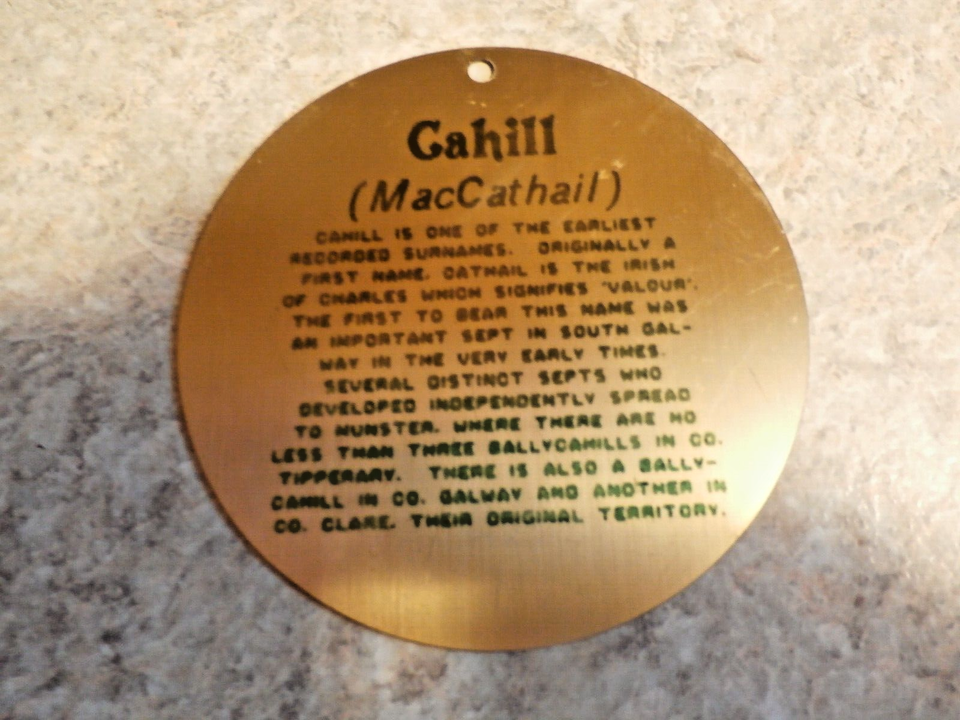 Cahill
(MacCathail)
CAHILL IS ONE OF THE EARLIEST
RECORDED SURNAMES. ORIGINALLY A
FIRST NAME. CATHAIL IS THE IRISH
OF CHARLES WHICH SIGNIFIES 'VALOUR'.
THE FIRST TO BEAR THIS NAME WAS
AN IMPORTANT SEPT IN SOUTH GAL-
WAY IN THE VERY EARLY TIMES.
SEVERAL DISTINCT SEPTS WHO
DEVELOPED INDEPENDENTLY SPREAD
TO MUNSTER. WHERE THERE ARE NO
LESS THAN THREE BALLYCAHILLS IN CO.
TIPPERARY. THERE IS ALSO A BALLY-
CAHILL IN CO. GALWAY AND ANOTHER IN
CO. CLARE. THEIR ORIGINAL TERRITORY.